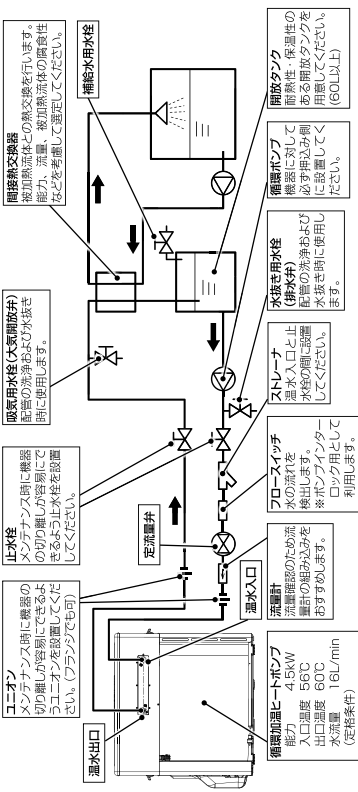 ユニオン
メンテナンス時に機器の
切り離しが容易にできるよ
うユニオンを設置してくだ
さい。(フランジでも可)
止水栓
メンテナンス時に機器
の切り離しが容易にで
きるよう止水栓を設置
してください。
吸気用水栓(大気開放弁)
配管の洗浄および水抜き
時に使用します。
間接熱交換器
被加熱流体との熱交換を行います。
能力、流量、被加熱流体の腐食性
などを考慮して選定してください。
補給水用水栓
温水出口
定流量弁
温水入口
循環加温ヒートポンプ
能力 4.5kW
入口温度 56℃
出口温度 60℃
水流量 16L/min
(定格条件)
流量計
流量確認のため流
量計の組み込みを
おすすめします。
フロースイッチ
水の流れを
検出します。
※ポンプインター
ロック用として
利用します。
ストレーナ
温水入口と止
水栓の間に設置
してください。
水抜き用水栓
(排水弁)
配管の洗浄および
水抜き時に使用し
ます。
循環ポンプ
機器に対して
必ず押込み側
に設置してく
ださい。
開放タンク
耐熱性・保温性の
ある開放タンクを
用意してください。
(60L以上)